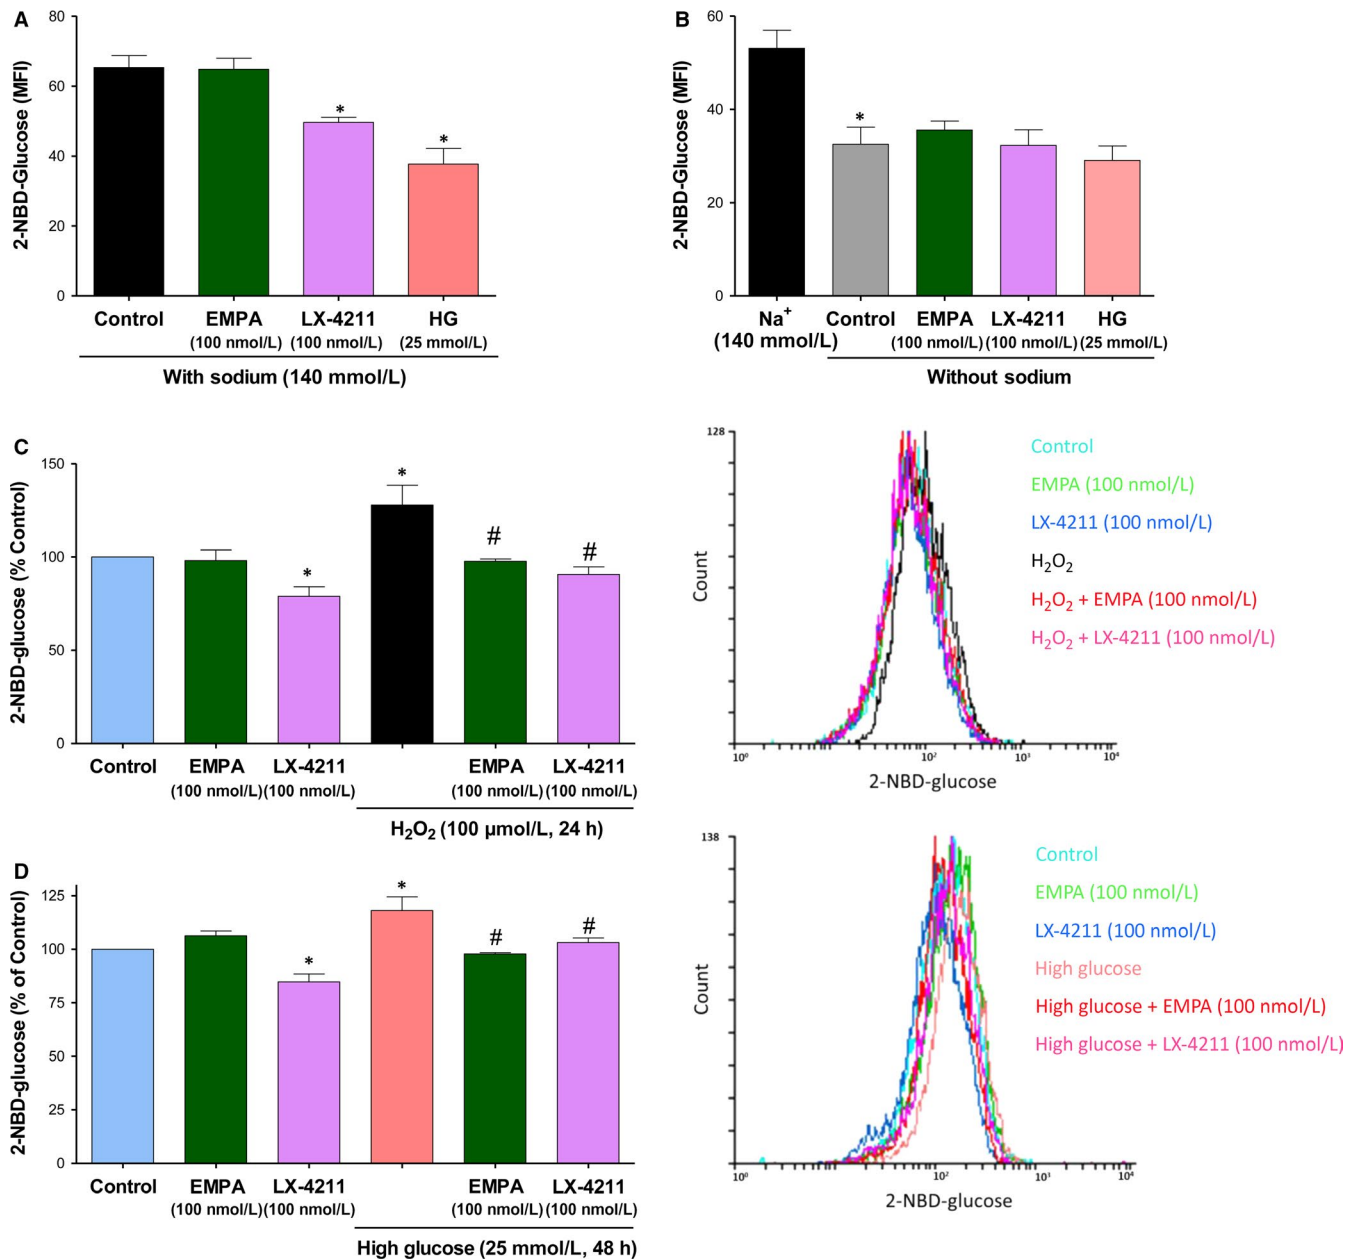 A
2-NBD-Glucose (MFI)
80
60
40
20
0
*
*
Control
EMPA
(100 nmol/L)
LX-4211
(100 nmol/L)
HG
(25 mmol/L)
With sodium (140 mmol/L)
B
2-NBD-Glucose (MFI)
60
40
20
0
*
Na⁺
(140 mmol/L)
Control
EMPA
(100 nmol/L)
LX-4211
(100 nmol/L)
HG
(25 mmol/L)
Without sodium
C
2-NBD-glucose (% Control)
150
100
50
0
*
*
#
#
Control
EMPA
(100 nmol/L)
LX-4211
(100 nmol/L)
EMPA
(100 nmol/L)
LX-4211
(100 nmol/L)
H₂O₂ (100 µmol/L, 24 h)
128
Count
10⁰
10²
10³
10⁴
2-NBD-glucose
Control
EMPA (100 nmol/L)
LX-4211 (100 nmol/L)
H₂O₂
H₂O₂ + EMPA (100 nmol/L)
H₂O₂ + LX-4211 (100 nmol/L)
D
2-NBD-glucose (% of Control)
125
100
75
50
25
0
*
*
#
#
Control
EMPA
(100 nmol/L)
LX-4211
(100 nmol/L)
EMPA
(100 nmol/L)
LX-4211
(100 nmol/L)
High glucose (25 mmol/L, 48 h)
138
Count
10⁰
10²
10³
10⁴
2-NBD-glucose
Control
EMPA (100 nmol/L)
LX-4211 (100 nmol/L)
High glucose
High glucose + EMPA (100 nmol/L)
High glucose + LX-4211 (100 nmol/L)